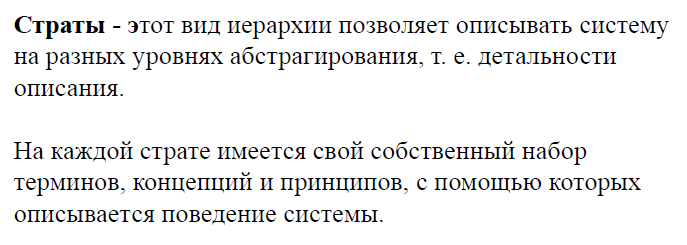 Страты - этот вид иерархии позволяет описывать систему
на разных уровнях абстрагирования, т. е. детальности
описания.
На каждой страте имеется свой собственный набор
терминов, концепций и принципов, с помощью которых
описывается поведение системы.